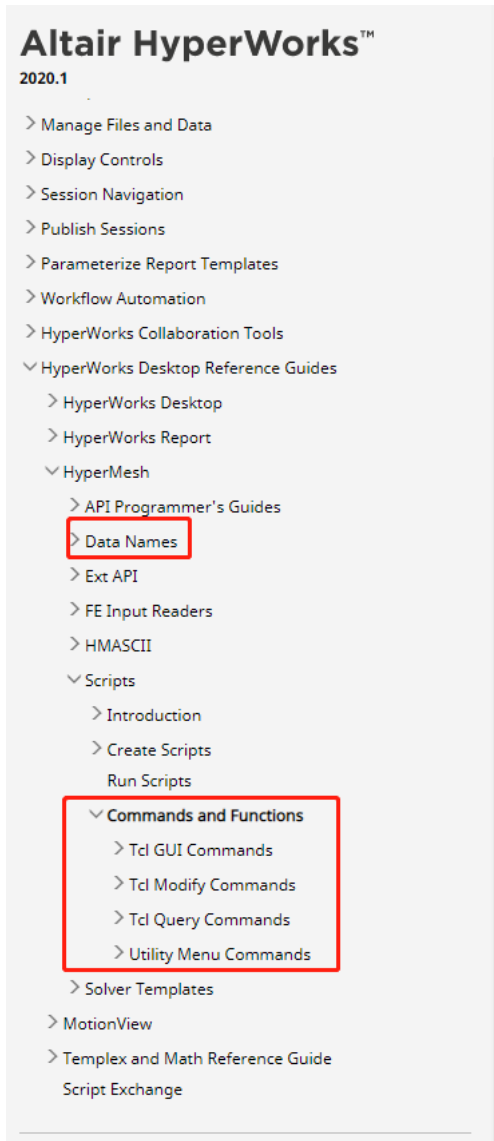 Altair HyperWorks™
2020.1
Manage Files and Data
Display Controls
Session Navigation
Publish Sessions
Parameterize Report Templates
Workflow Automation
HyperWorks Collaboration Tools
HyperWorks Desktop Reference Guides
HyperWorks Desktop
HyperWorks Report
HyperMesh
API Programmer's Guides
Data Names
Ext API
FE Input Readers
HMASCII
Scripts
Introduction
Create Scripts
Run Scripts
Commands and Functions
Tcl GUI Commands
Tcl Modify Commands
Tcl Query Commands
Utility Menu Commands
Solver Templates
MotionView
Templex and Math Reference Guide
Script Exchange